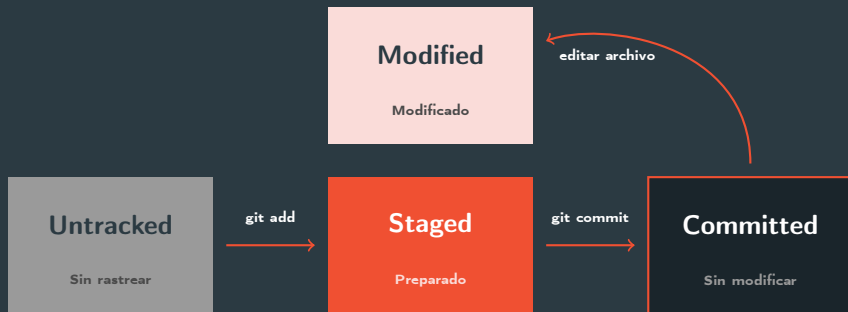 Modified
editar archivo
Modificado
Untracked
git add
Staged
git commit
Committed
Sin rastrear
Preparado
Sin modificar